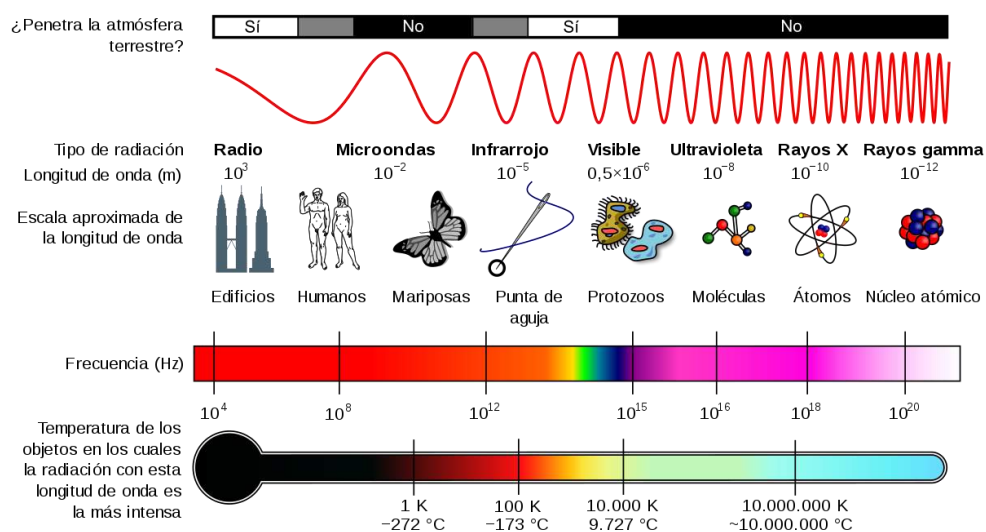 ¿Penetra la atmósfera
terrestre?
Sí No Sí No
Tipo de radiación Radio Microondas Infrarrojo Visible Ultravioleta Rayos X Rayos gamma
Longitud de onda (m) 10³ 10⁻² 10⁻⁵ 0,5×10⁻⁶ 10⁻⁸ 10⁻¹⁰ 10⁻¹²
Escala aproximada de
la longitud de onda
Edificios Humanos Mariposas Punta de aguja Protozoos Moléculas Átomos Núcleo atómico
Frecuencia (Hz)
10⁴ 10⁸ 10¹² 10¹⁵ 10¹⁶ 10¹⁸ 10²⁰
Temperatura de los
objetos en los cuales
la radiación con esta
longitud de onda es
la más intensa
1 K 100 K 10.000 K 10.000.000 K
−272 °C −173 °C 9.727 °C ~10.000.000 °C